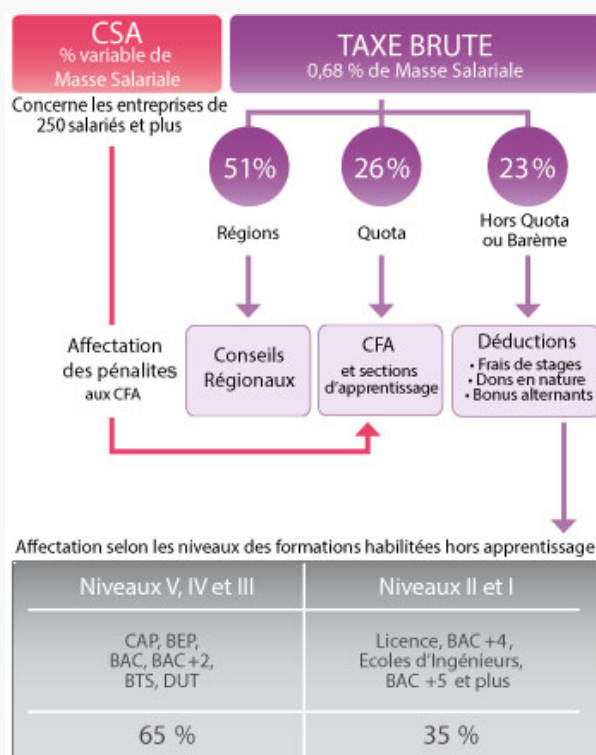 CSA
% variable de
Masse Salariale
Concerne les entreprises de
250 salariés et plus
TAXE BRUTE
0,68 % de Masse Salariale
51%
26%
23%
Régions
Quota
Hors Quota
ou Barème
Affectation
des pénalites
aux CFA
Conseils
Régionaux
CFA
et sections
d'apprentissage
Déductions
• Frais de stages
• Dons en nature
• Bonus alternants
Affectation selon les niveaux des formations habilitées hors apprentissage
Niveaux V, IV et III
Niveaux II et I
CAP, BEP,
BAC, BAC +2,
BTS, DUT
Licence, BAC +4,
Ecoles d'Ingénieurs,
BAC +5 et plus
65 %
35 %